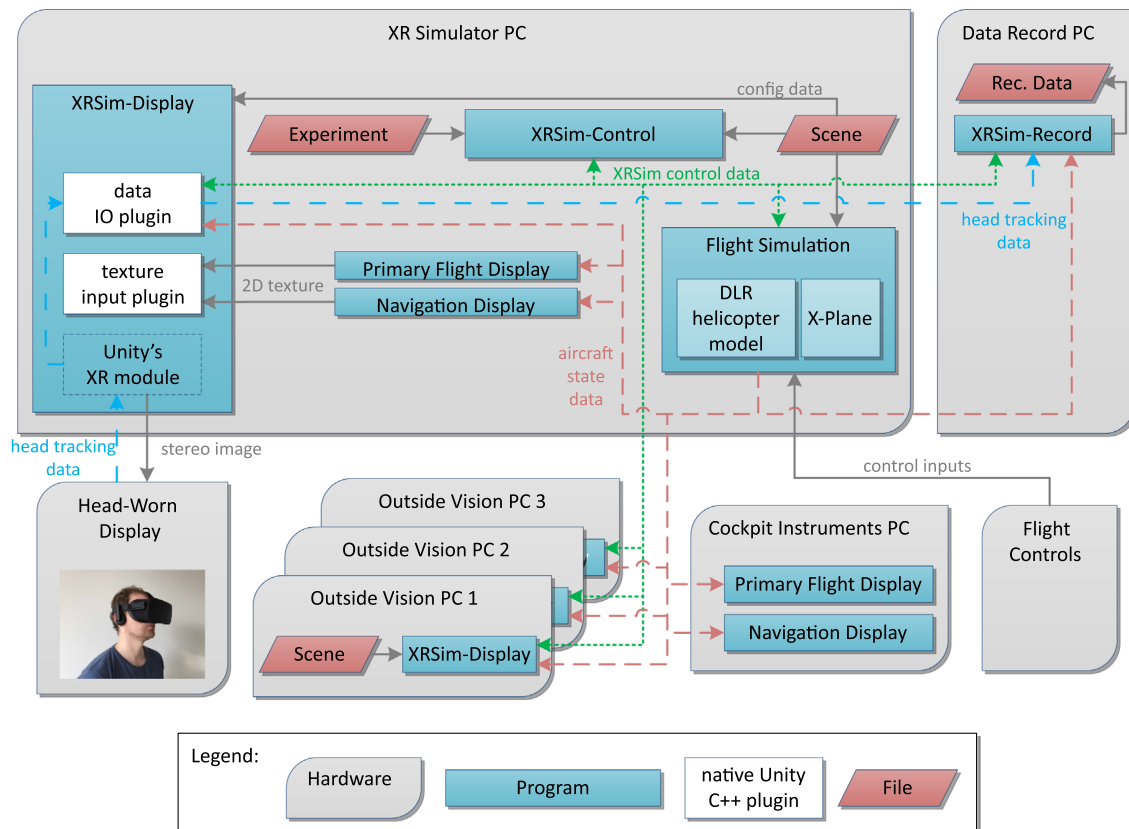 XR Simulator PC
Data Record PC
XRSim-Display
config data
Experiment
XRSim-Control
Scene
Rec. Data
XRSim-Record
XRSim control data
data
IO plugin
head tracking
data
texture
input plugin
Primary Flight Display
2D texture
Navigation Display
Flight Simulation
DLR
helicopter
model
X-Plane
Unity's
XR module
aircraft
state
data
head tracking
data
stereo image
control inputs
Head-Worn
Display
Outside Vision PC 3
Outside Vision PC 2
Outside Vision PC 1
Scene
XRSim-Display
Cockpit Instruments PC
Primary Flight Display
Navigation Display
Flight
Controls
Legend:
Hardware
Program
native Unity
C++ plugin
File